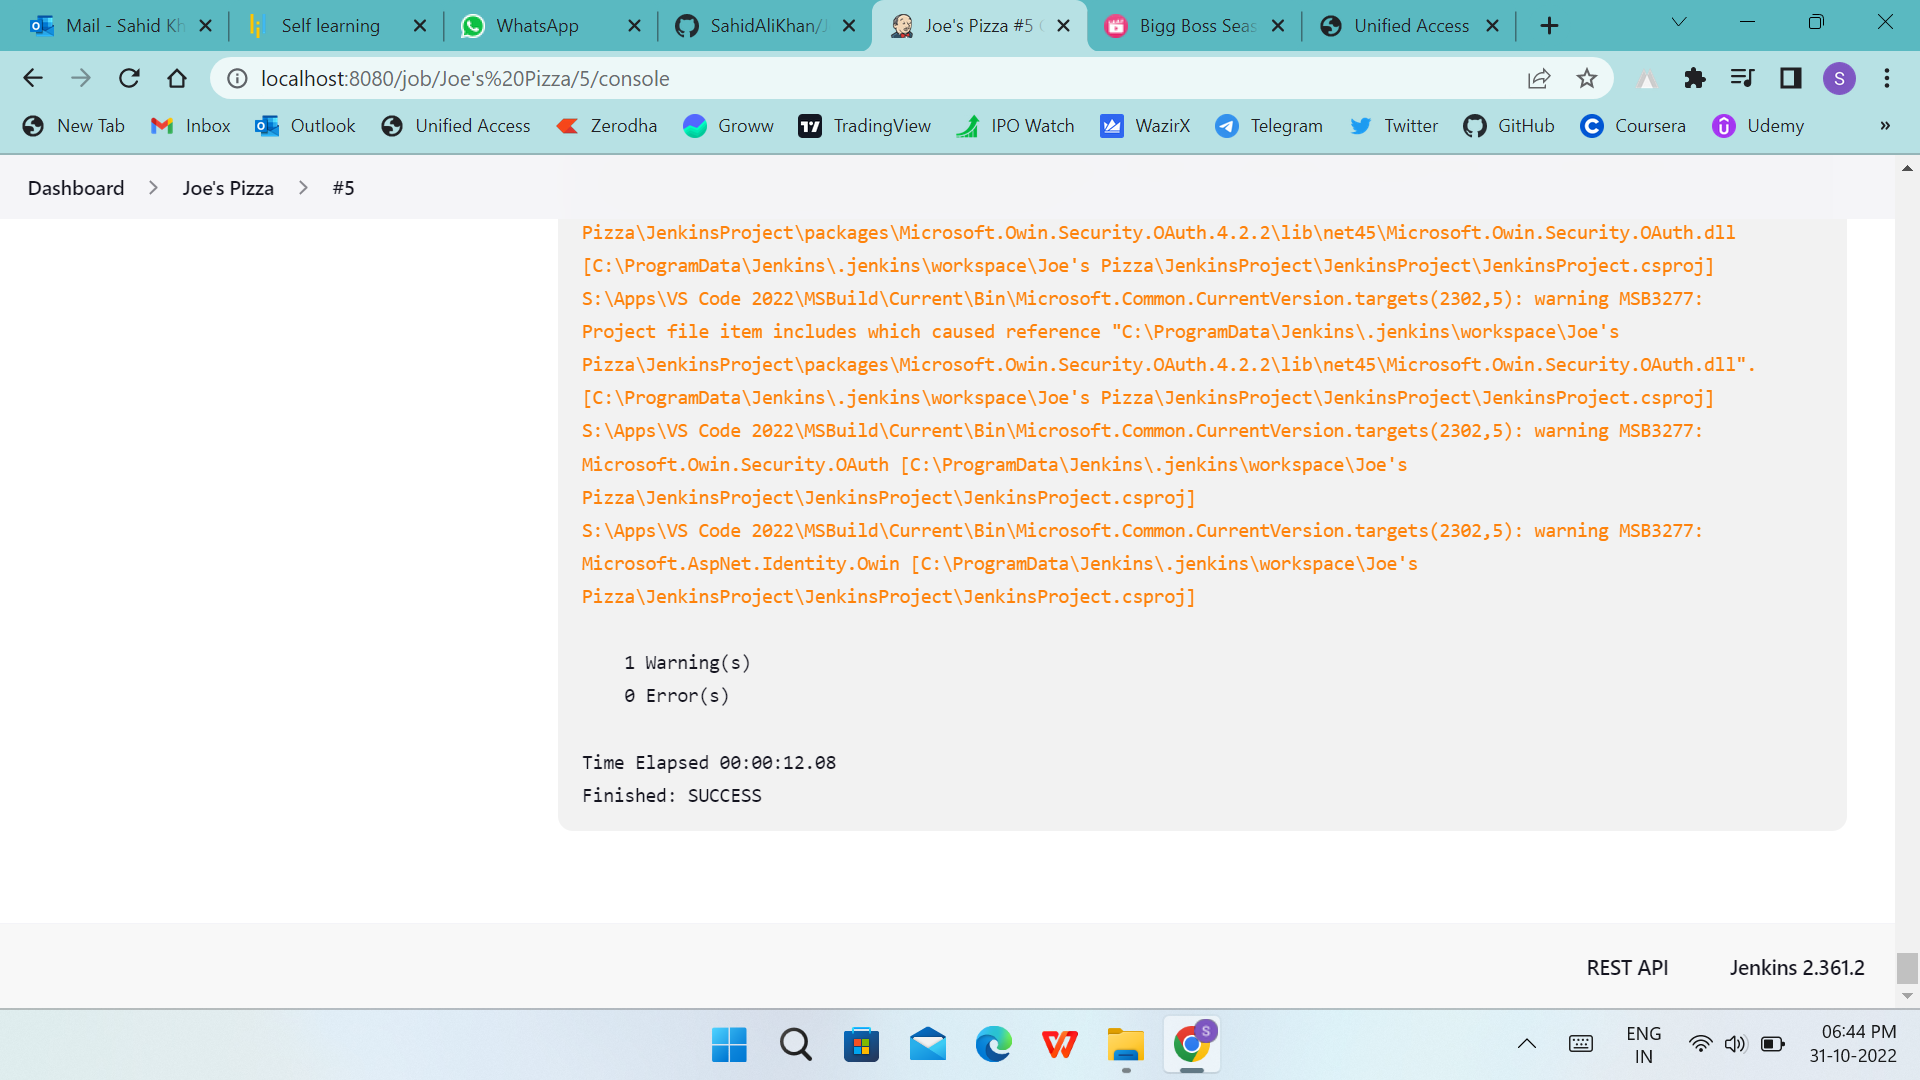 Mail - Sahid Kh
Self learning
WhatsApp
SahidAliKhan/J
Joe's Pizza #5 C
Bigg Boss Seas
Unified Access
localhost:8080/job/Joe's%20Pizza/5/console
S
New Tab
Inbox
Outlook
Unified Access
Zerodha
Groww
TradingView
IPO Watch
WazirX
Telegram
Twitter
GitHub
Coursera
Udemy
»
Dashboard > Joe's Pizza > #5
Pizza\JenkinsProject\packages\Microsoft.Owin.Security.OAuth.4.2.2\lib\net45\Microsoft.Owin.Security.OAuth.dll
[C:\ProgramData\Jenkins\.jenkins\workspace\Joe's Pizza\JenkinsProject\JenkinsProject\JenkinsProject.csproj]
S:\Apps\VS Code 2022\MSBuild\Current\Bin\Microsoft.Common.CurrentVersion.targets(2302,5): warning MSB3277:
Project file item includes which caused reference "C:\ProgramData\Jenkins\.jenkins\workspace\Joe's
Pizza\JenkinsProject\packages\Microsoft.Owin.Security.OAuth.4.2.2\lib\net45\Microsoft.Owin.Security.OAuth.dll".
[C:\ProgramData\Jenkins\.jenkins\workspace\Joe's Pizza\JenkinsProject\JenkinsProject\JenkinsProject.csproj]
S:\Apps\VS Code 2022\MSBuild\Current\Bin\Microsoft.Common.CurrentVersion.targets(2302,5): warning MSB3277:
Microsoft.Owin.Security.OAuth [C:\ProgramData\Jenkins\.jenkins\workspace\Joe's
Pizza\JenkinsProject\JenkinsProject\JenkinsProject.csproj]
S:\Apps\VS Code 2022\MSBuild\Current\Bin\Microsoft.Common.CurrentVersion.targets(2302,5): warning MSB3277:
Microsoft.AspNet.Identity.Owin [C:\ProgramData\Jenkins\.jenkins\workspace\Joe's
Pizza\JenkinsProject\JenkinsProject\JenkinsProject.csproj]
1 Warning(s)
0 Error(s)
Time Elapsed 00:00:12.08
Finished: SUCCESS
REST API
Jenkins 2.361.2
S
ENG
IN
06:44 PM
31-10-2022